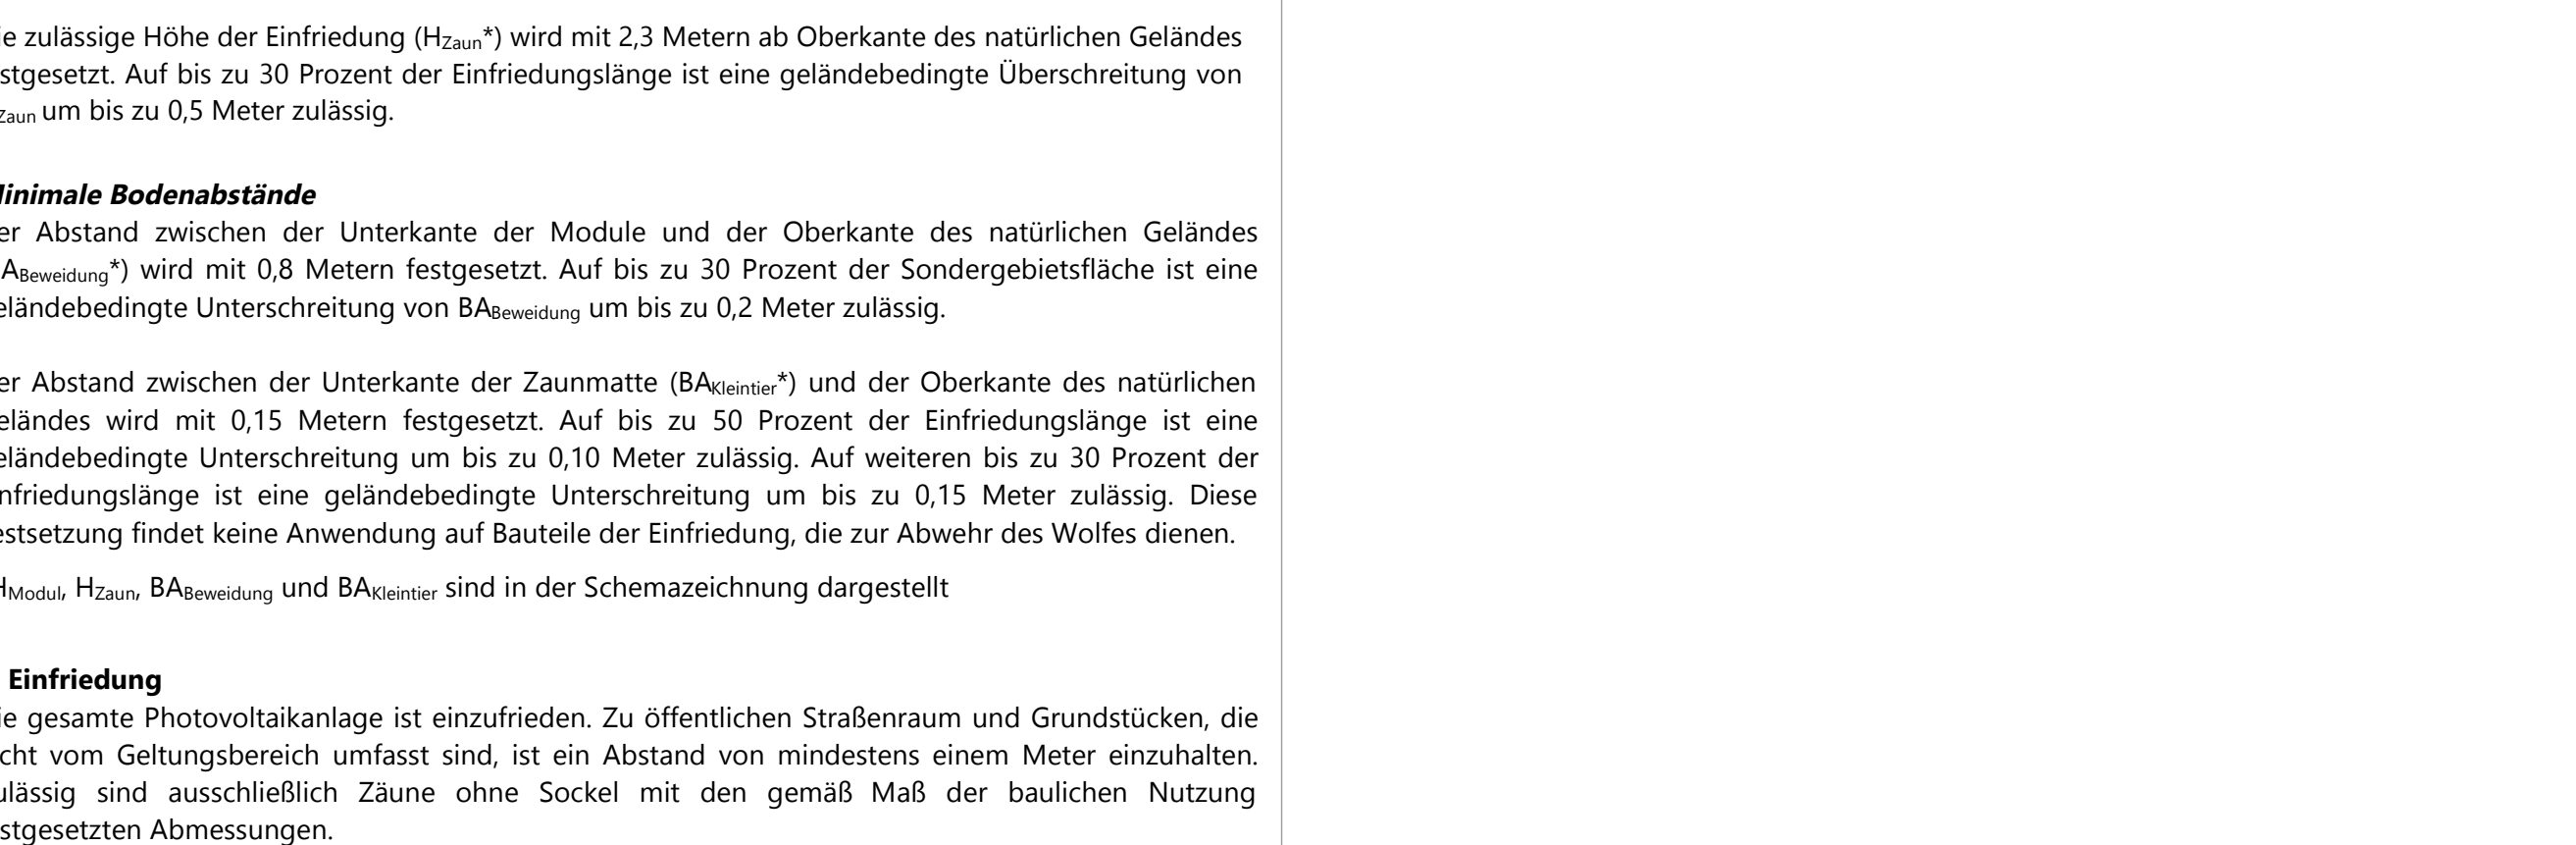 ie zulässige Höhe der Einfriedung (HZaun*) wird mit 2,3 Metern ab Oberkante des natürlichen Geländes
stgesetzt. Auf bis zu 30 Prozent der Einfriedungslänge ist eine geländebedingte Überschreitung von
Zaun um bis zu 0,5 Meter zulässig.
inimale Bodenabstände
er Abstand zwischen der Unterkante der Module und der Oberkante des natürlichen Geländes
ABeweidung*) wird mit 0,8 Metern festgesetzt. Auf bis zu 30 Prozent der Sondergebietsfläche ist eine
eländebedingte Unterschreitung von BABeweidung um bis zu 0,2 Meter zulässig.
er Abstand zwischen der Unterkante der Zaunmatte (BAKleintier*) und der Oberkante des natürlichen
eländes wird mit 0,15 Metern festgesetzt. Auf bis zu 50 Prozent der Einfriedungslänge ist eine
eländebedingte Unterschreitung um bis zu 0,10 Meter zulässig. Auf weiteren bis zu 30 Prozent der
nfriedungslänge ist eine geländebedingte Unterschreitung um bis zu 0,15 Meter zulässig. Diese
estsetzung findet keine Anwendung auf Bauteile der Einfriedung, die zur Abwehr des Wolfes dienen.
HModul, HZaun, BABeweidung und BAKleintier sind in der Schemazeichnung dargestellt
Einfriedung
ie gesamte Photovoltaikanlage ist einzufrieden. Zu öffentlichen Straßenraum und Grundstücken, die
cht vom Geltungsbereich umfasst sind, ist ein Abstand von mindestens einem Meter einzuhalten.
ulässig sind ausschließlich Zäune ohne Sockel mit den gemäß Maß der baulichen Nutzung
stgesetzten Abmessungen.